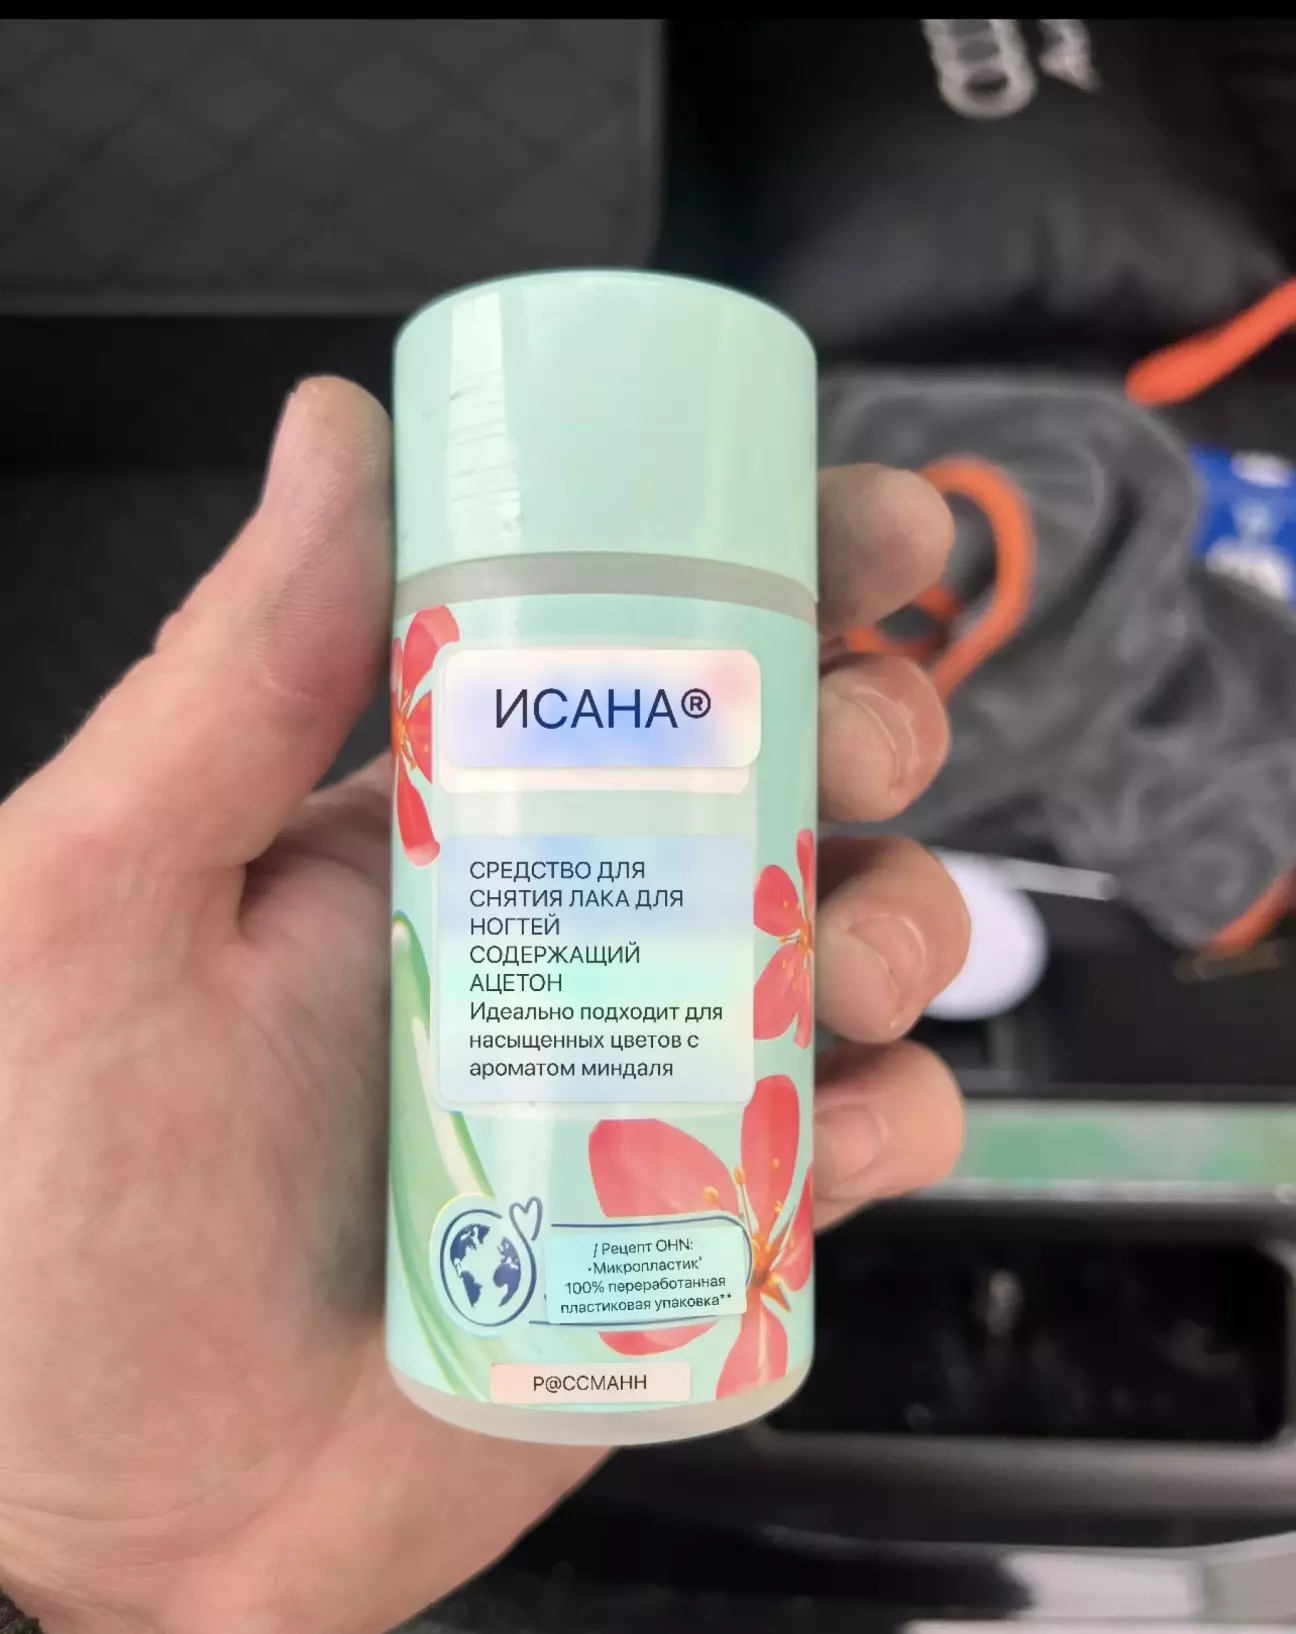 ИСАНА®
СРЕДСТВО ДЛЯ
СНЯТИЯ ЛАКА ДЛЯ
НОГТЕЙ
СОДЕРЖАЩИЙ
АЦЕТОН
Идеально подходит для
насыщенных цветов с
ароматом миндаля
/ Рецепт OHN:
-Микропластик'
100% переработанная
пластиковая упаковка**
Р@ССМАНН